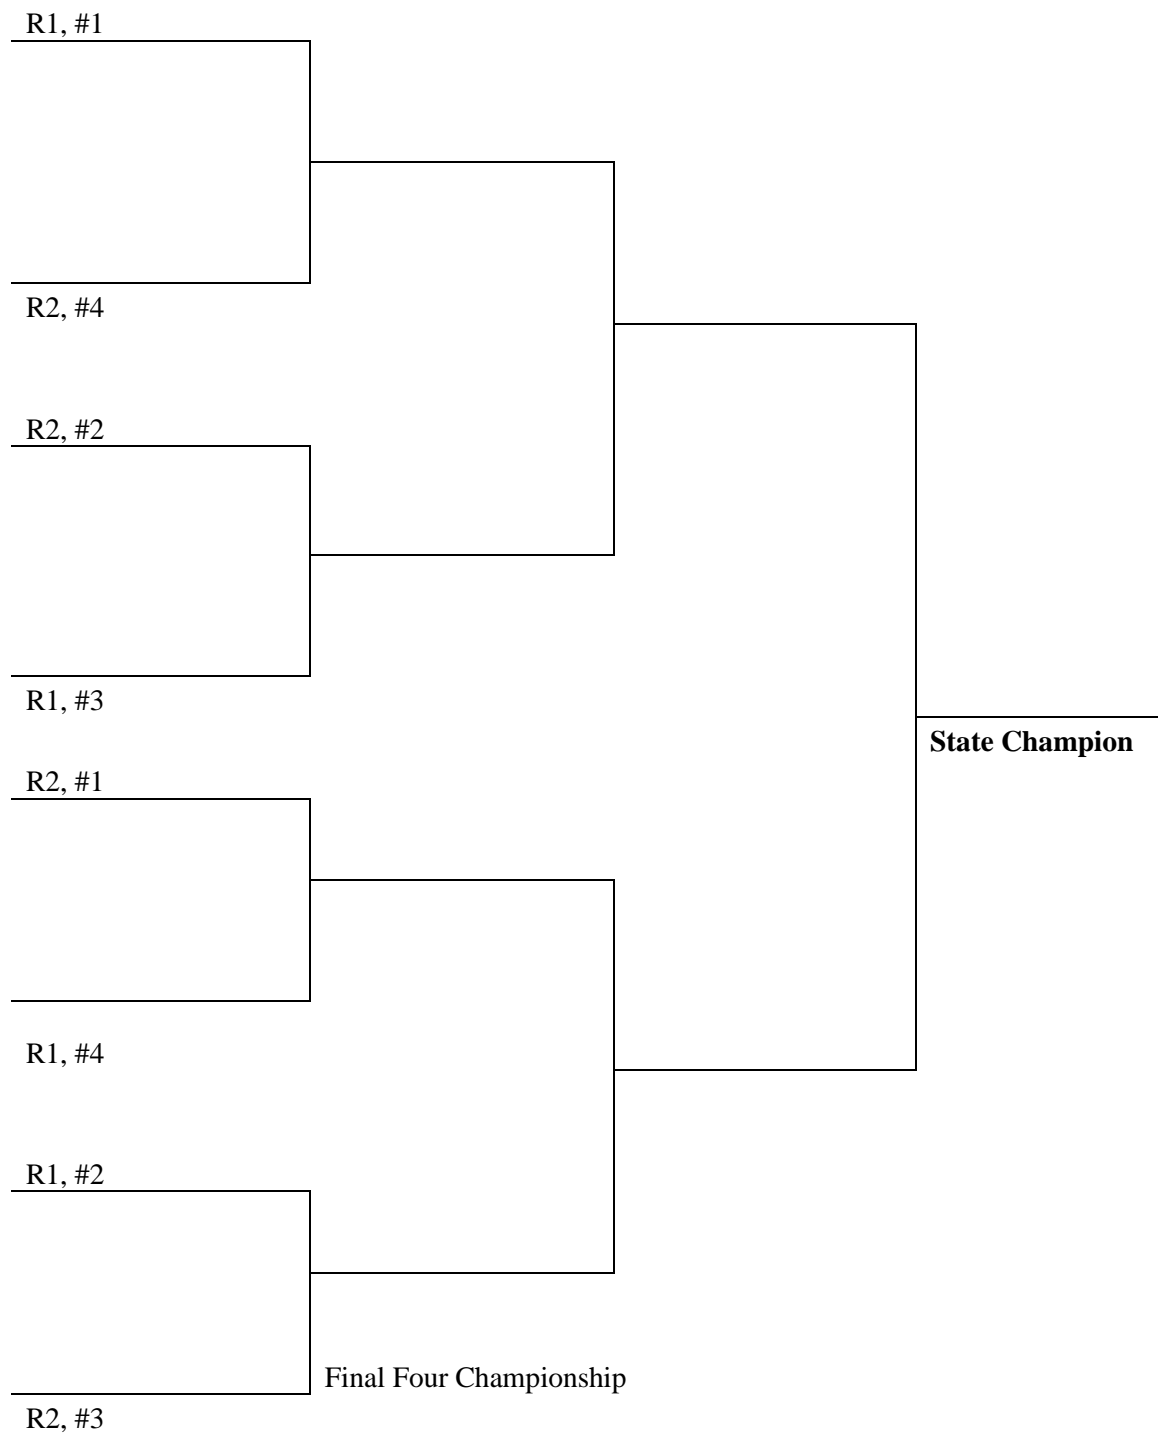 R1, #1
R2, #4
R2, #2
R1, #3
State Champion
R2, #1
R1, #4
R1, #2
Final Four Championship
R2, #3